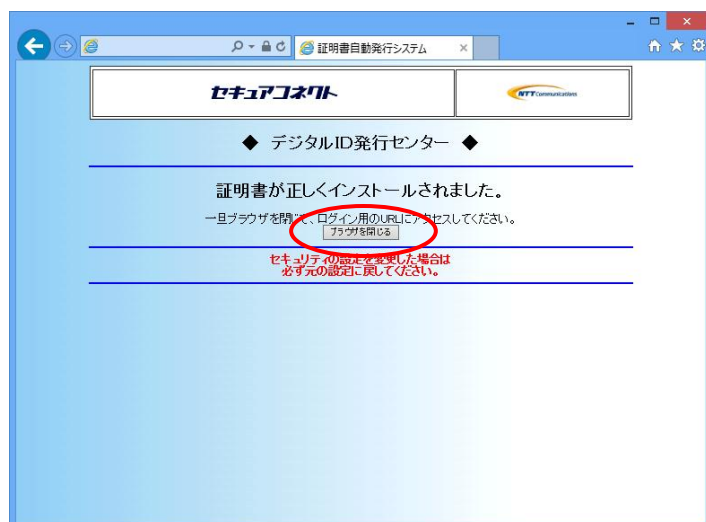 証明書自動発行システム
セキュアコネクト
NTT Communications
◆ デジタルID発行センター ◆
証明書が正しくインストールされました。
一旦ブラウザを閉じて、ログイン用のURLにアクセスしてください。
ブラウザを閉じる
セキュリティの設定を変更した場合は
必ず元の設定に戻してください。